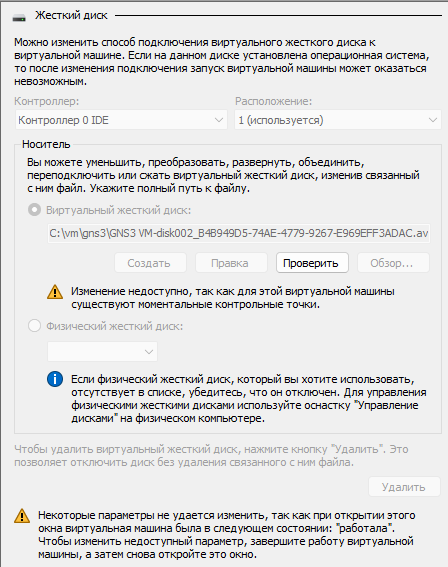 Жесткий диск
Можно изменить способ подключения виртуального жесткого диска к
виртуальной машине. Если на данном диске установлена операционная система,
то после изменения подключения запуск виртуальной машины может оказаться
невозможным.
Контроллер: Расположение:
Контроллер 0 IDE 1 (используется)
Носитель
Вы можете уменьшить, преобразовать, развернуть, объединить,
переподключить или сжать виртуальный жесткий диск, изменив связанный
с ним файл. Укажите полный путь к файлу.
Виртуальный жесткий диск:
C:\vm\gns3\GNS3 VM-disk002_B4B949D5-74AE-4779-9267-E969EFF3ADAC.av
Создать Правка Проверить Обзор...
Изменение недоступно, так как для этой виртуальной машины
существуют моментальные контрольные точки.
Физический жесткий диск:
Если физический жесткий диск, который вы хотите использовать,
отсутствует в списке, убедитесь, что он отключен. Для управления
физическими жесткими дисками используйте оснастку "Управление
дисками" на физическом компьютере.
Чтобы удалить виртуальный жесткий диск, нажмите кнопку "Удалить". Это
позволяет отключить диск без удаления связанного с ним файла.
Удалить
Некоторые параметры не удается изменить, так как при открытии этого
окна виртуальная машина была в следующем состоянии: "работала".
Чтобы изменить недоступный параметр, завершите работу виртуальной
машины, а затем снова откройте это окно.